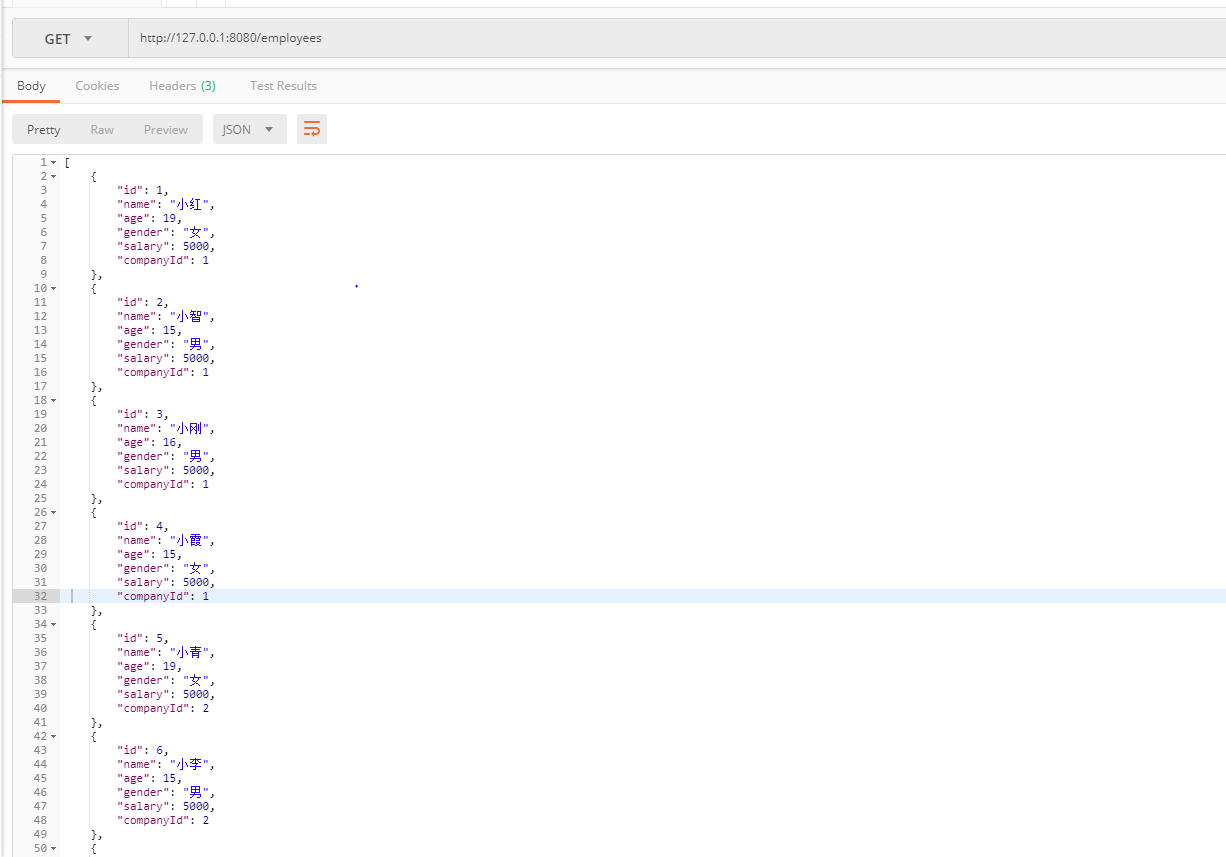 GET http://127.0.0.1:8080/employees
Body Cookies Headers (3) Test Results
Pretty Raw Preview JSON
1 [
2 {
3 "id": 1,
4 "name": "小红",
5 "age": 19,
6 "gender": "女",
7 "salary": 5000,
8 "companyId": 1
9 },
10 {
11 "id": 2,
12 "name": "小智",
13 "age": 15,
14 "gender": "男",
15 "salary": 5000,
16 "companyId": 1
17 },
18 {
19 "id": 3,
20 "name": "小刚",
21 "age": 16,
22 "gender": "男",
23 "salary": 5000,
24 "companyId": 1
25 },
26 {
27 "id": 4,
28 "name": "小霞",
29 "age": 15,
30 "gender": "女",
31 "salary": 5000,
32 "companyId": 1
33 },
34 {
35 "id": 5,
36 "name": "小青",
37 "age": 19,
38 "gender": "女",
39 "salary": 5000,
40 "companyId": 2
41 },
42 {
43 "id": 6,
44 "name": "小李",
45 "age": 15,
46 "gender": "男",
47 "salary": 5000,
48 "companyId": 2
49 },
50 {